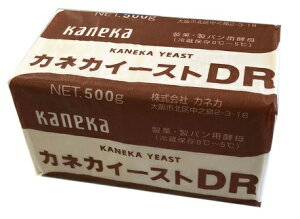 製菓・製パン用酵母
(冷蔵保存0℃~5℃)
kaneka
KANEKA YEAST
カネカイーストDR
NET.500g
株式会社 カネカ
大阪市北区中之島2-3-18
kaneka
製菓・製パン用酵母
(冷蔵保存0℃~5℃)
KANEKA YEAST
カネカイーストDR